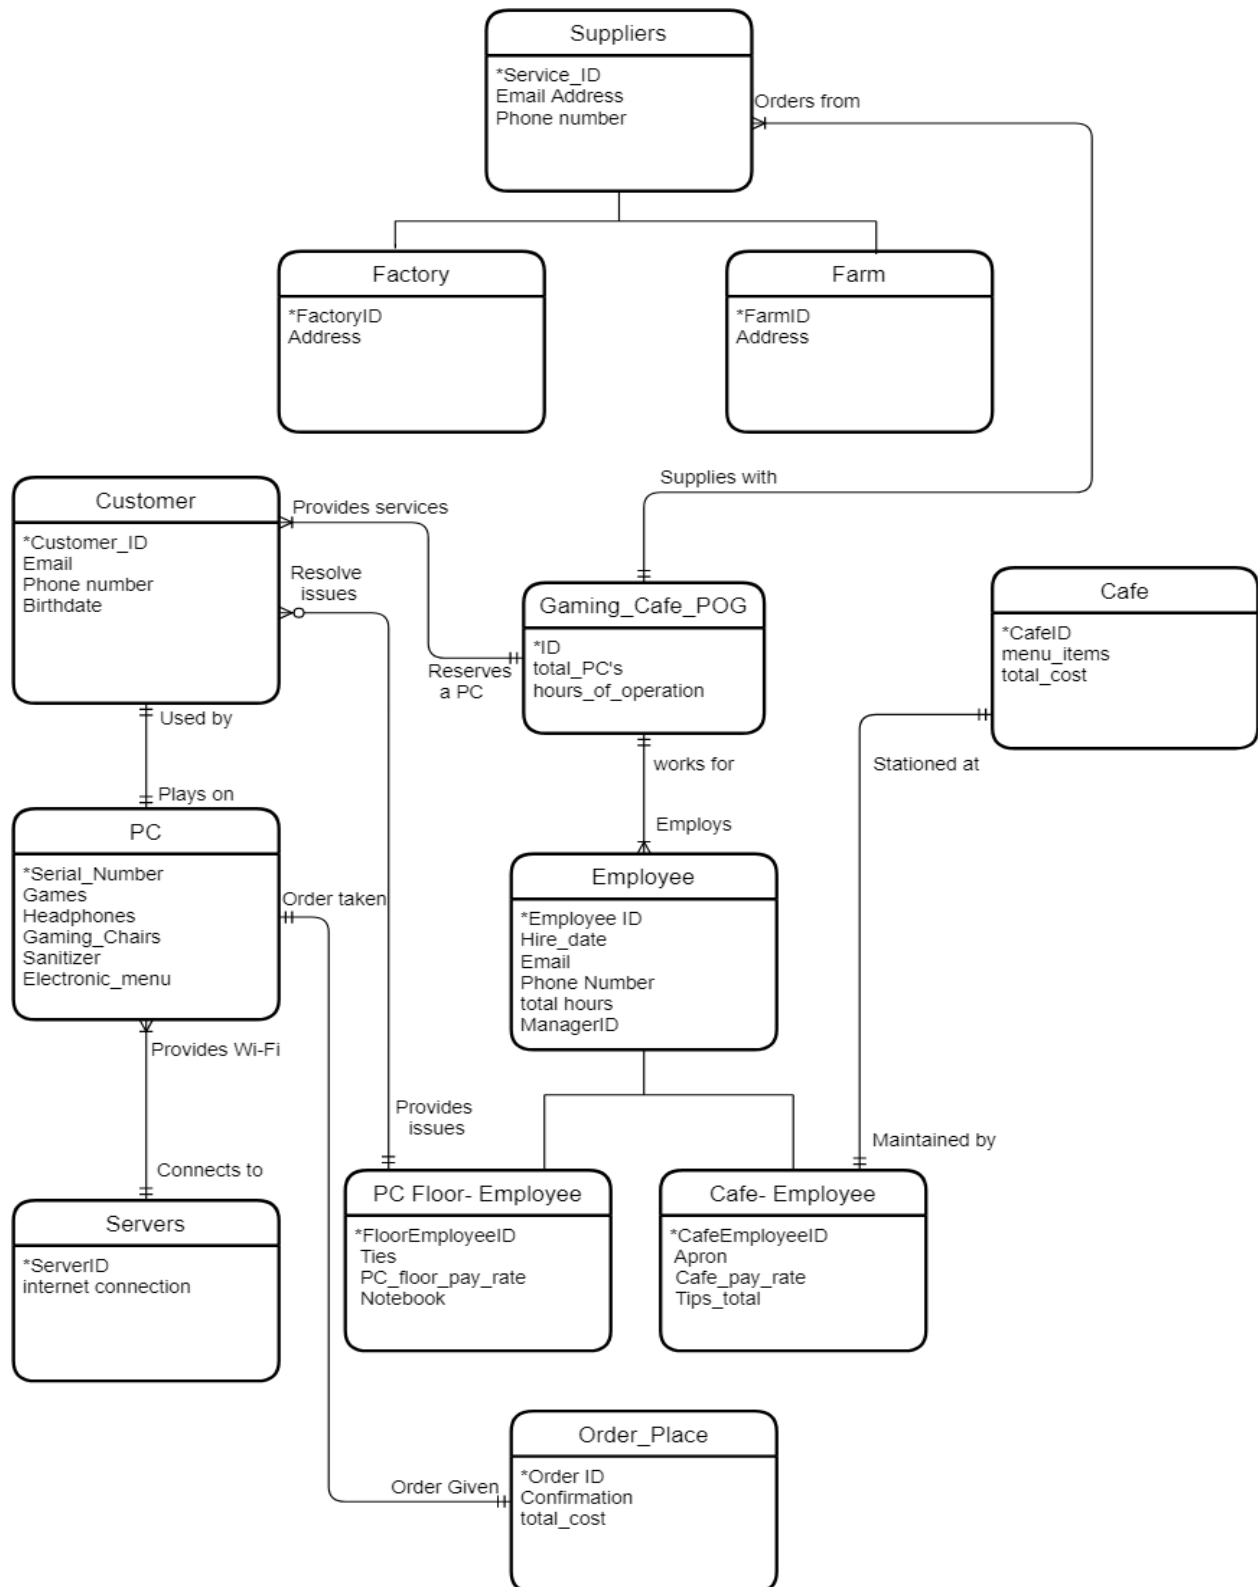 Suppliers
*Service_ID
Email Address
Phone number
Orders from
Factory
*FactoryID
Address
Farm
*FarmID
Address
Supplies with
Customer
*Customer_ID
Email
Phone number
Birthdate
Provides services
Resolve
issues
Reserves
a PC
Gaming_Cafe_POG
*ID
total_PC's
hours_of_operation
Cafe
*CafeID
menu_items
total_cost
Used by
Plays on
works for
Employs
Stationed at
PC
*Serial_Number
Games
Headphones
Gaming_Chairs
Sanitizer
Electronic_menu
Order taken
Employee
*Employee ID
Hire_date
Email
Phone Number
total hours
ManagerID
Provides Wi-Fi
Connects to
Provides
issues
Maintained by
Servers
*ServerID
internet connection
PC Floor- Employee
*FloorEmployeeID
Ties
PC_floor_pay_rate
Notebook
Cafe- Employee
*CafeEmployeeID
Apron
Cafe_pay_rate
Tips_total
Order Given
Order_Place
*Order ID
Confirmation
total_cost